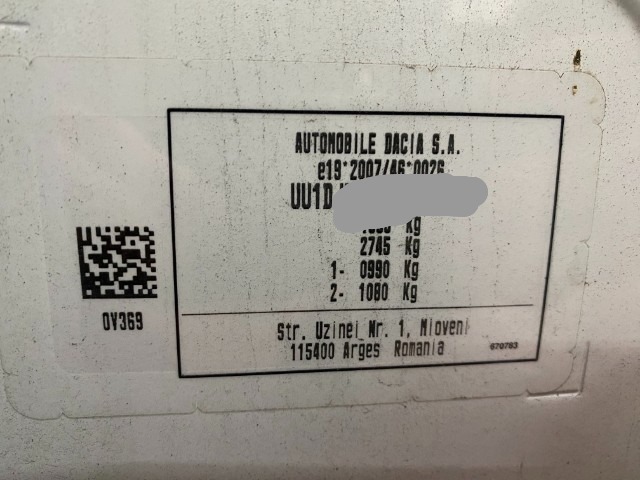 AUTOMOBILE DACIA S.A.
e19*2007/46*0026
UU1D
Kg
2745 Kg
1- 0990 Kg
2- 1080 Kg
0V369
Str. Uzinei Nr. 1, Mioveni
115400 Arges Romania
670783